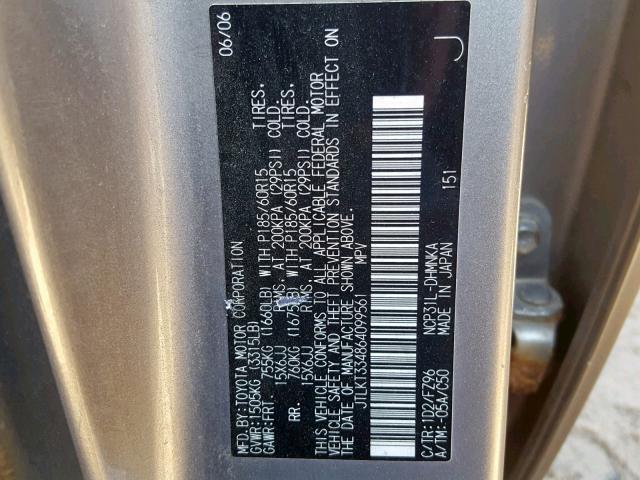 MFD.BY:TOYOTA MOTOR CORPORATION 06/06
GVWR:1505KG (3315LB)
GAWR:FRT. 755KG (1660LB) WITH P185/60R15 TIRES.
15X6JJ RIMS. AT 200KPA (29PSI) COLD.
RR. 760KG (1675LB) WITH P185/60R15 TIRES.
15X6JJ RIMS. AT 200KPA (29PSI) COLD.
THIS VEHICLE CONFORMS TO ALL APPLICABLE FEDERAL MOTOR
VEHICLE SAFETY AND THEFT PREVENTION STANDARDS IN EFFECT ON
THE DATE OF MANUFACTURE SHOWN ABOVE.
JTLKT334864099561 MPV
C/TR:1D2/FZ96 NCP31L-DHMNKA
A/TM:-05A/C50 MADE IN JAPAN 151
J